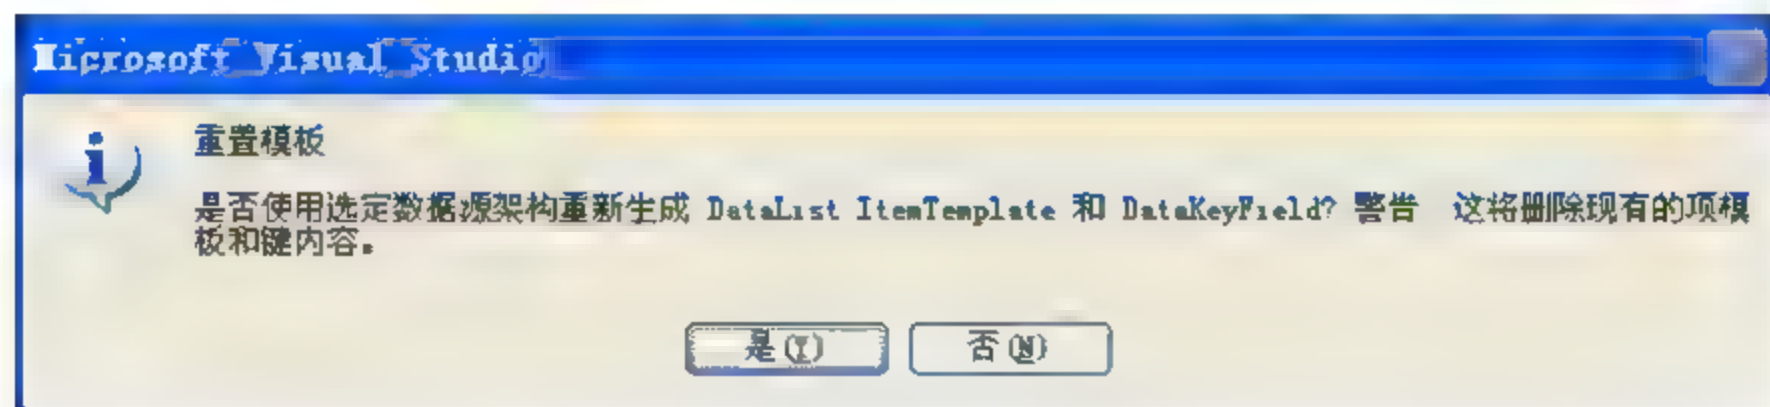 Microsoft Visual Studio
重置模板
是否使用选定数据源架构重新生成 DataList ItemTemplate 和 DataKeyField? 警告 这将删除现有的项模
板和键内容。
是(Y) 否(N)